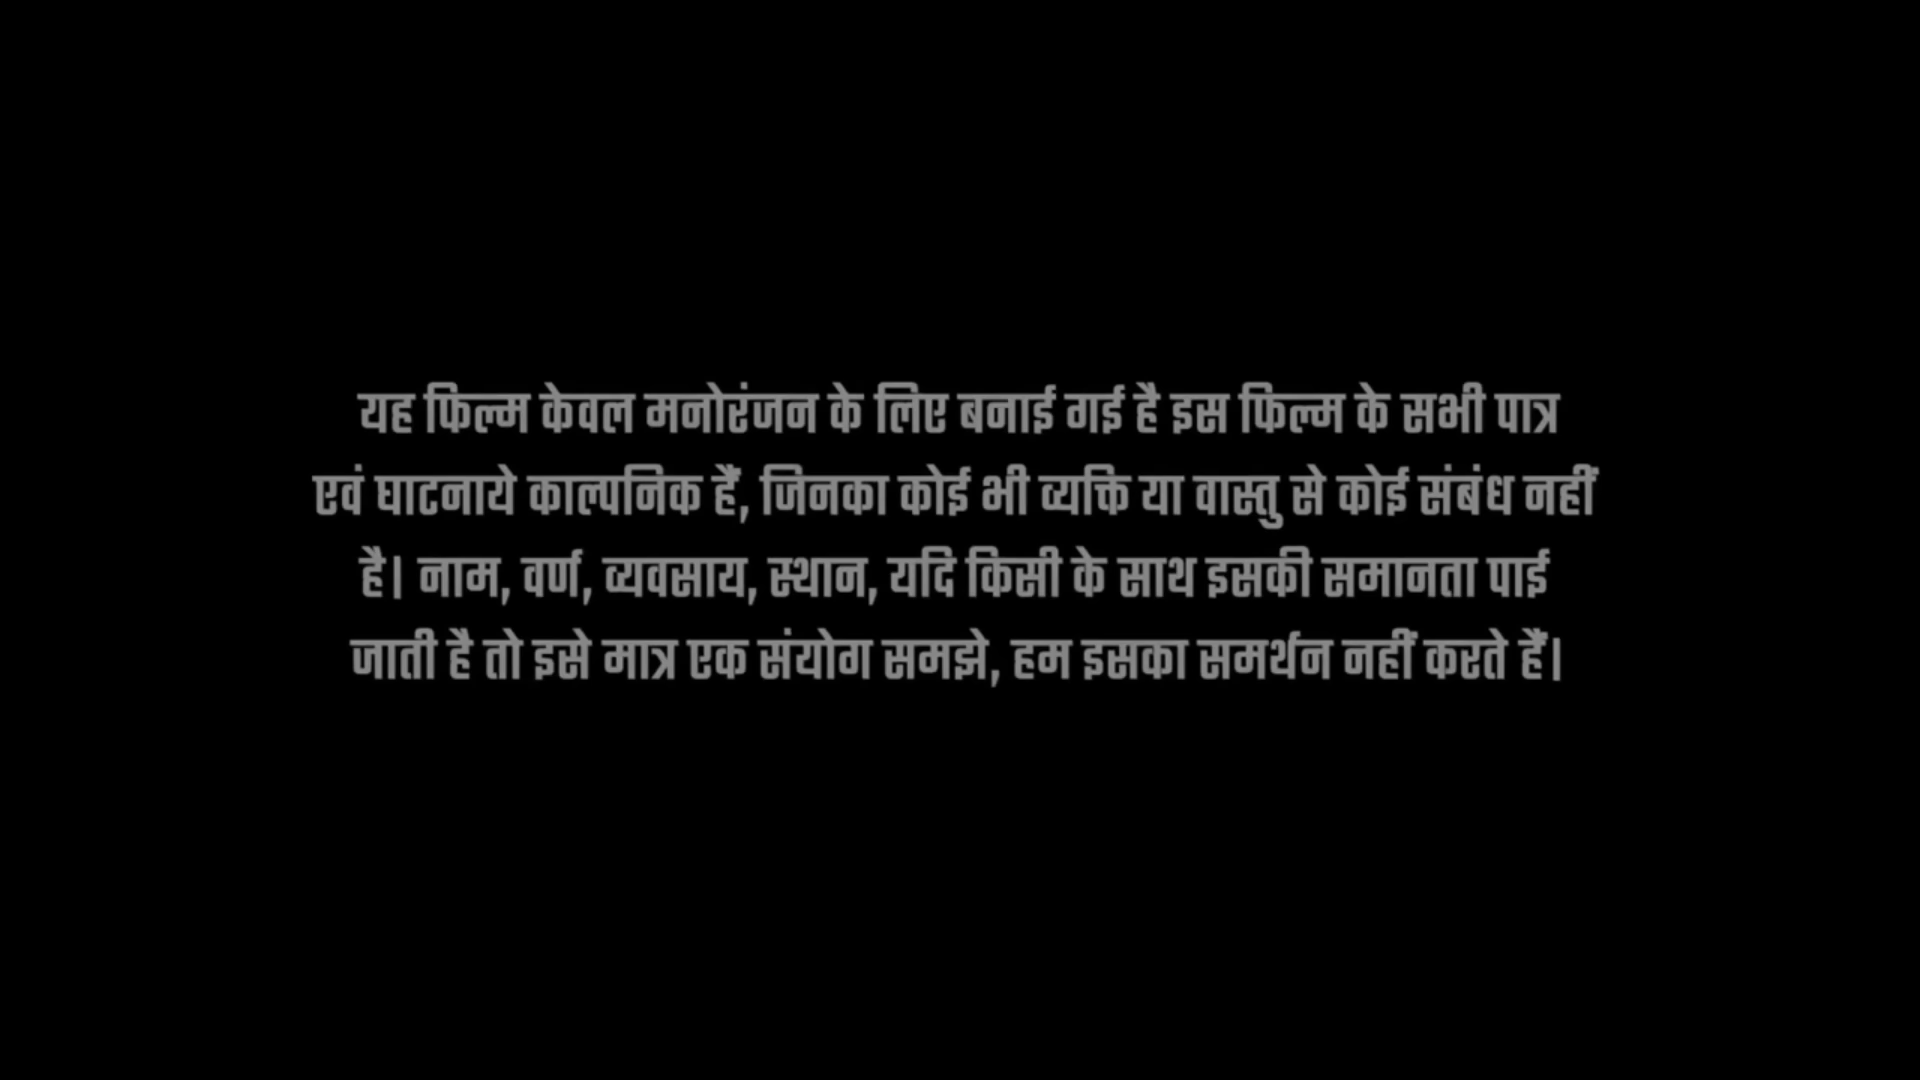 यह फिल्म केवल मनोरंजन के लिए बनाई गई है इस फिल्म के सभी पात्र
एवं घाटनाये काल्पनिक हैं, जिनका कोई भी व्यक्ति या वास्तु से कोई संबंध नहीं
है। नाम, वर्ण, व्यवसाय, स्थान, यदि किसी के साथ इसकी समानता पाई
जाती है तो इसे मात्र एक संयोग समझे, हम इसका समर्थन नहीं करते हैं।